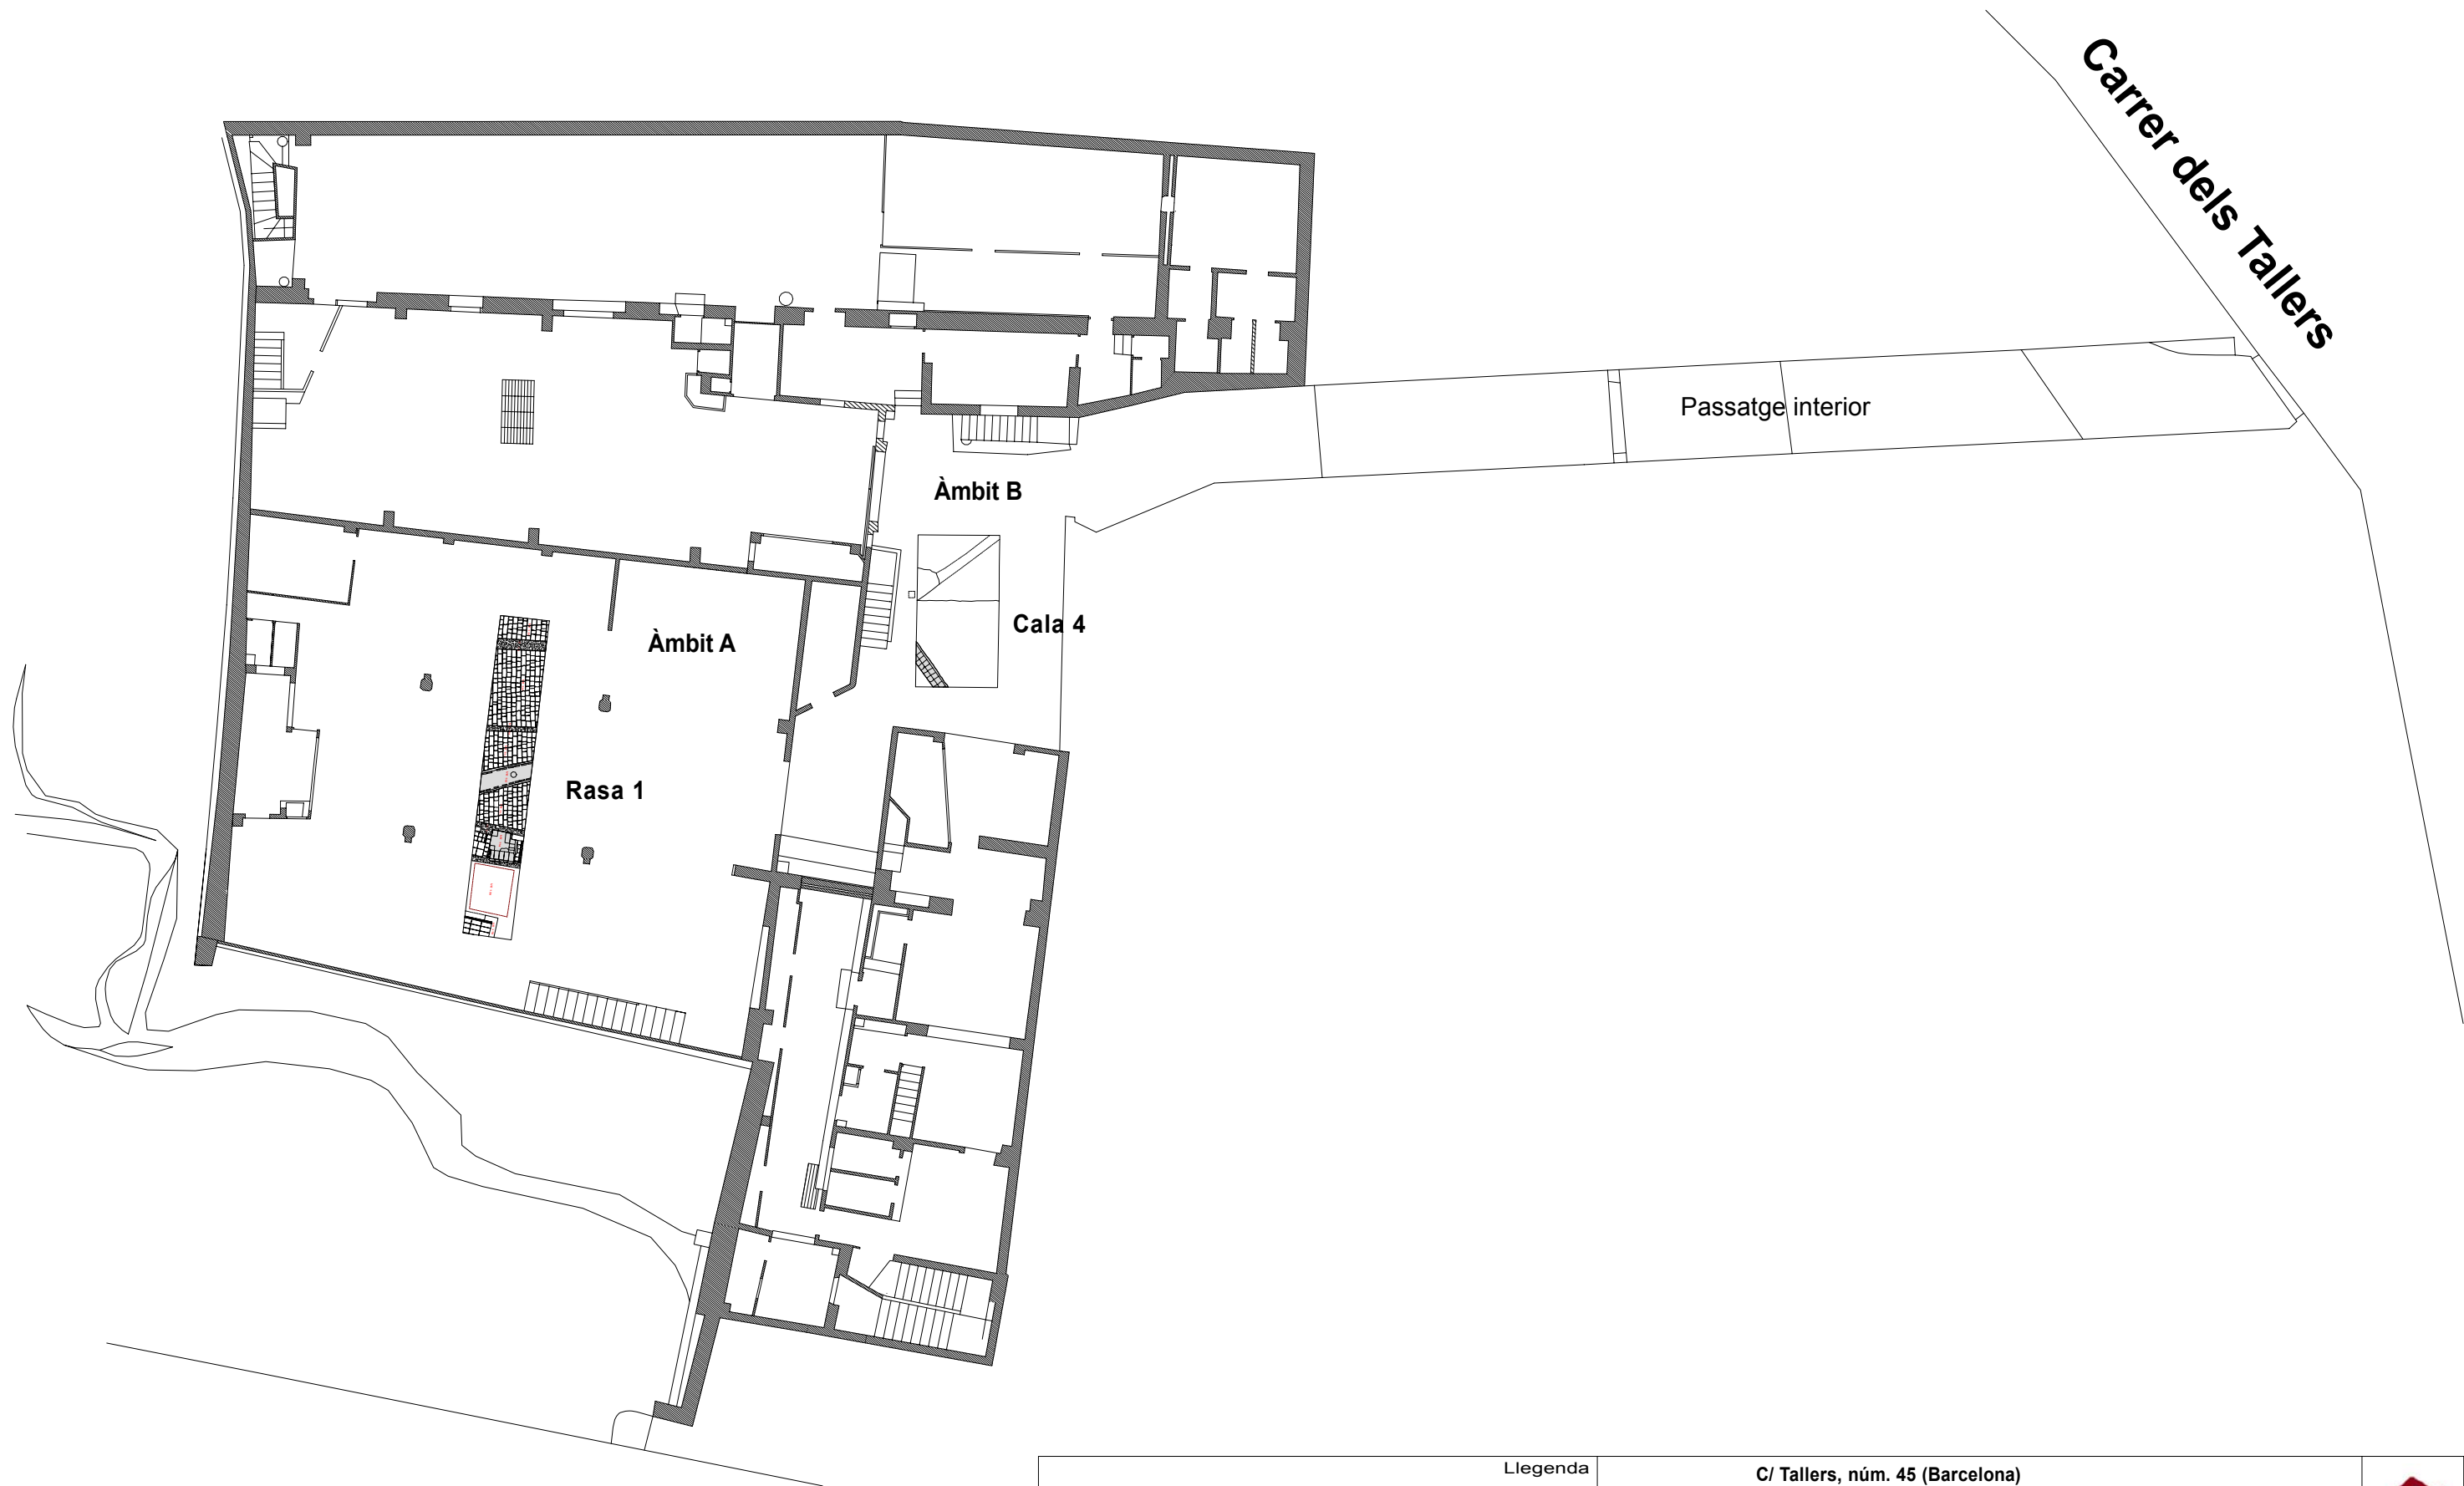 Carrer dels Tallers
Passatge interior
Àmbit B
Cala 4
Àmbit A
Rasa 1
Llegenda
C/ Tallers, núm. 45 (Barcelona)